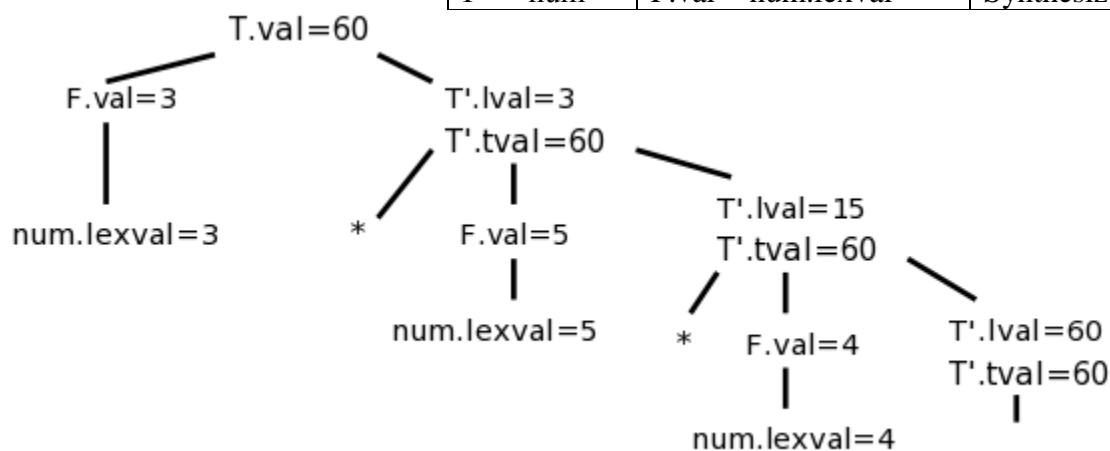 T.val=60
F.val=3
T'.lval=3
T'.tval=60
num.lexval=3
*
F.val=5
T'.lval=15
T'.tval=60
num.lexval=5
*
F.val=4
T'.lval=60
T'.tval=60
num.lexval=4